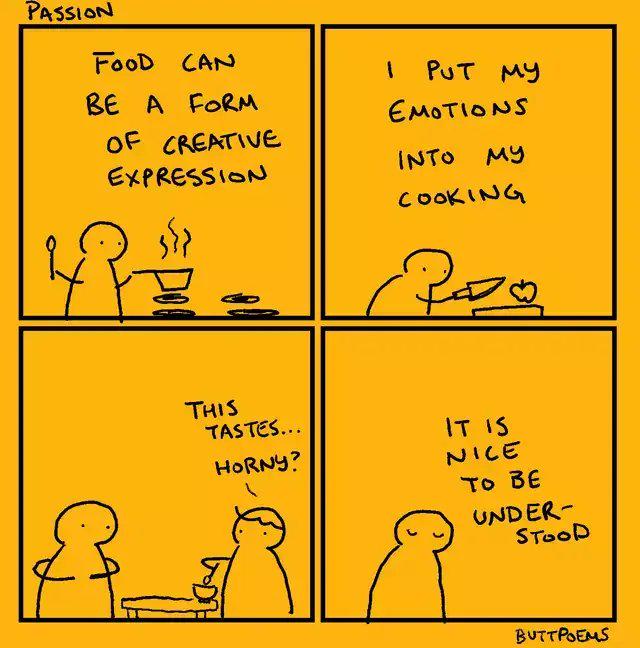 PASSION
FOOD CAN
BE A FORM
OF CREATIVE
EXPRESSION
I PUT MY
EMOTIONS
INTO MY
COOKING
THIS
TASTES...
HORNY?
IT IS
NICE
TO BE
UNDER-
STOOD
BUTTPOEMS